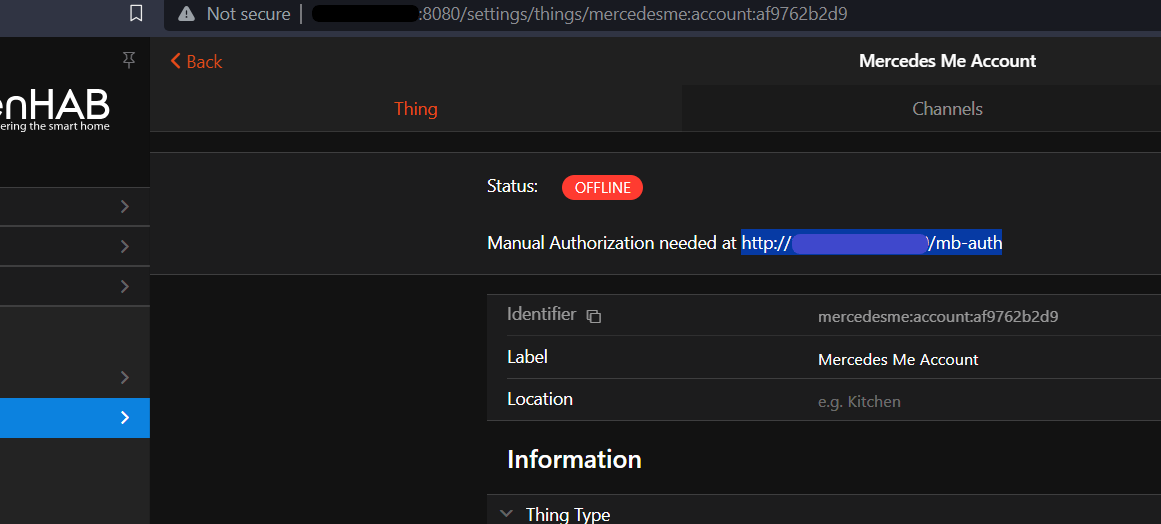 Not secure | :8080/settings/things/mercedesme:account:af9762b2d9
Back
Mercedes Me Account
enHAB
ering the smart home
Thing
Channels
Status: OFFLINE
Manual Authorization needed at http:///mb-auth
Identifier mercedesme:account:af9762b2d9
Label Mercedes Me Account
Location e.g. Kitchen
Information
Thing Type